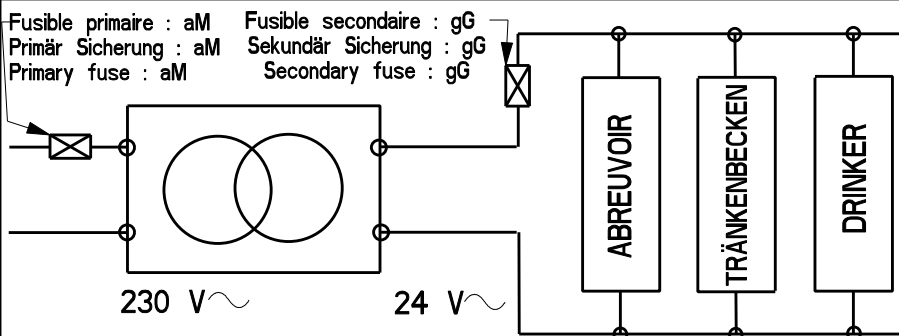 Fusible primaire : aM
Primär Sicherung : aM
Primary fuse : aM
Fusible secondaire : gG
Sekundär Sicherung : gG
Secondary fuse : gG
230 V
24 V
ABREUVOIR
TRÄNKENBECKEN
DRINKER